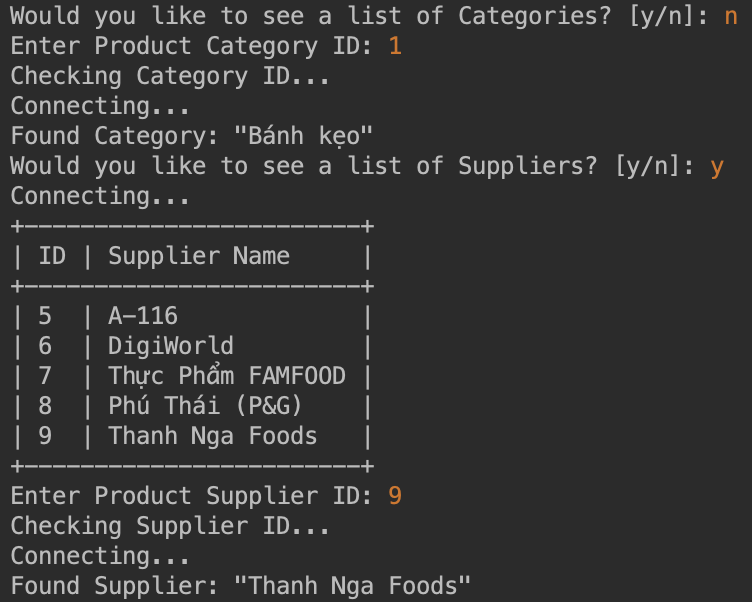 Would you like to see a list of Categories? [y/n]: n
Enter Product Category ID: 1
Checking Category ID...
Connecting...
Found Category: "Bánh kẹo"
Would you like to see a list of Suppliers? [y/n]: y
Connecting...
+------------------------+
| ID | Supplier Name     |
+------------------------+
| 5  | A-116             |
| 6  | DigiWorld         |
| 7  | Thực Phẩm FAMFOOD |
| 8  | Phú Thái (P&G)    |
| 9  | Thanh Nga Foods   |
+------------------------+
Enter Product Supplier ID: 9
Checking Supplier ID...
Connecting...
Found Supplier: "Thanh Nga Foods"